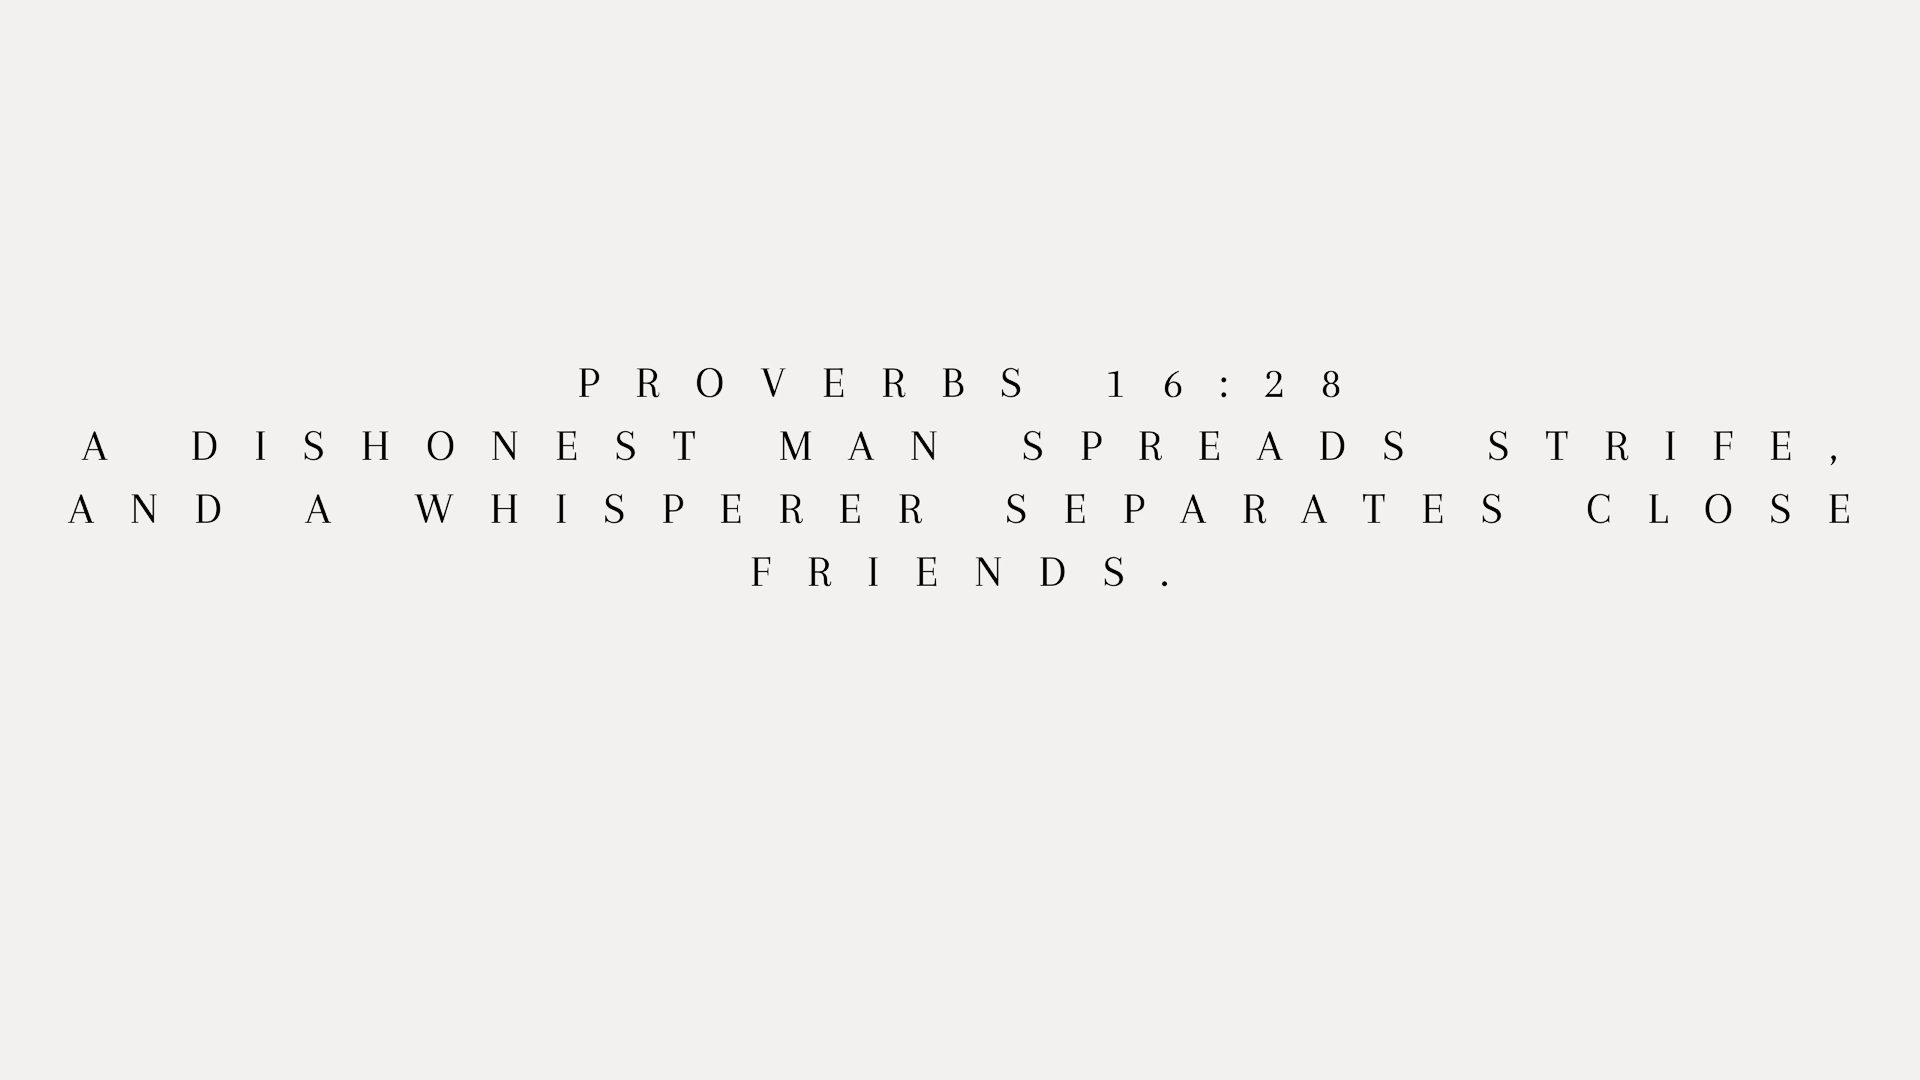 PROVERBS 16:28
A DISHONEST MAN SPREADS STRIFE,
AND A WHISPERER SEPARATES CLOSE
FRIENDS.